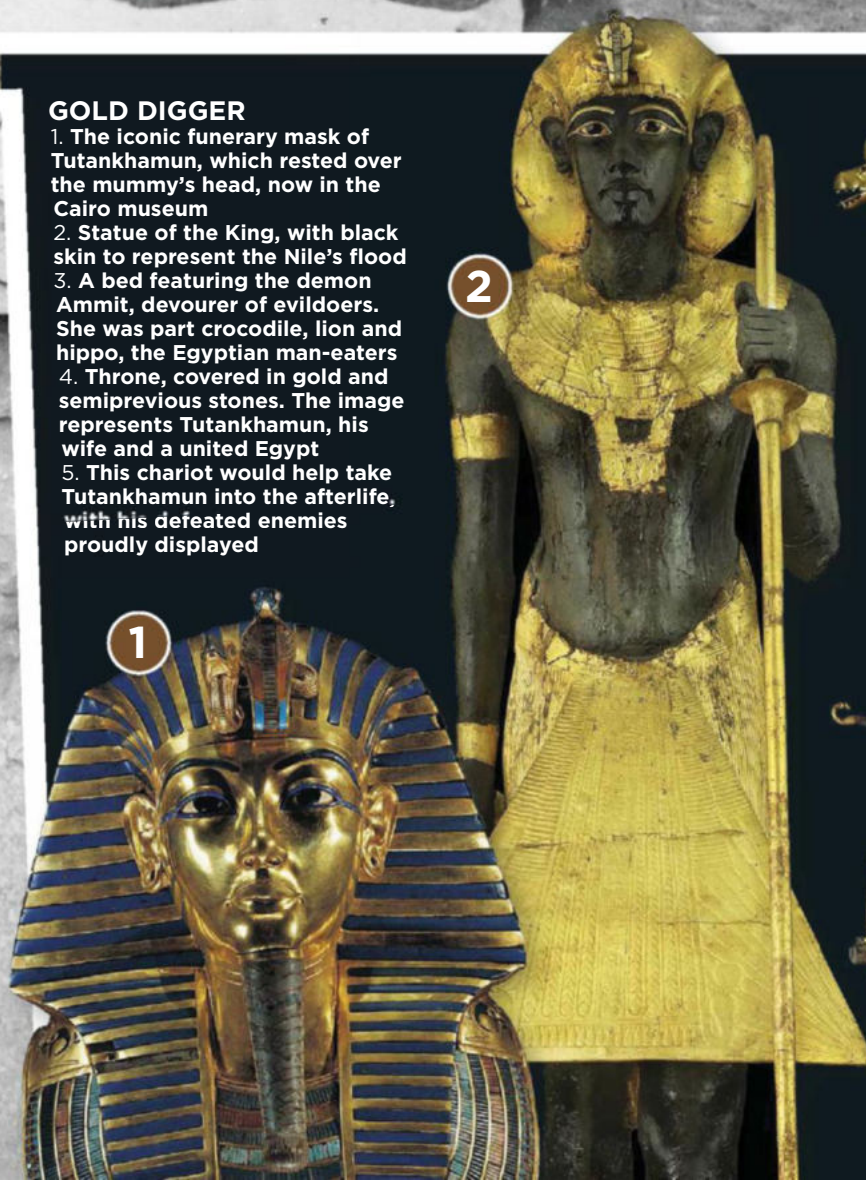 GOLD DIGGER
1. The iconic funerary mask of
Tutankhamun, which rested over
the mummy's head, now in the
Cairo museum
2. Statue of the King, with black
skin to represent the Nile's flood
3. A bed featuring the demon
Ammit, devourer of evildoers.
She was part crocodile, lion and
hippo, the Egyptian man-eaters
4. Throne, covered in gold and
semiprevious stones. The image
represents Tutankhamun, his
wife and a united Egypt
5. This chariot would help take
Tutankhamun into the afterlife,
with his defeated enemies
proudly displayed
2
1